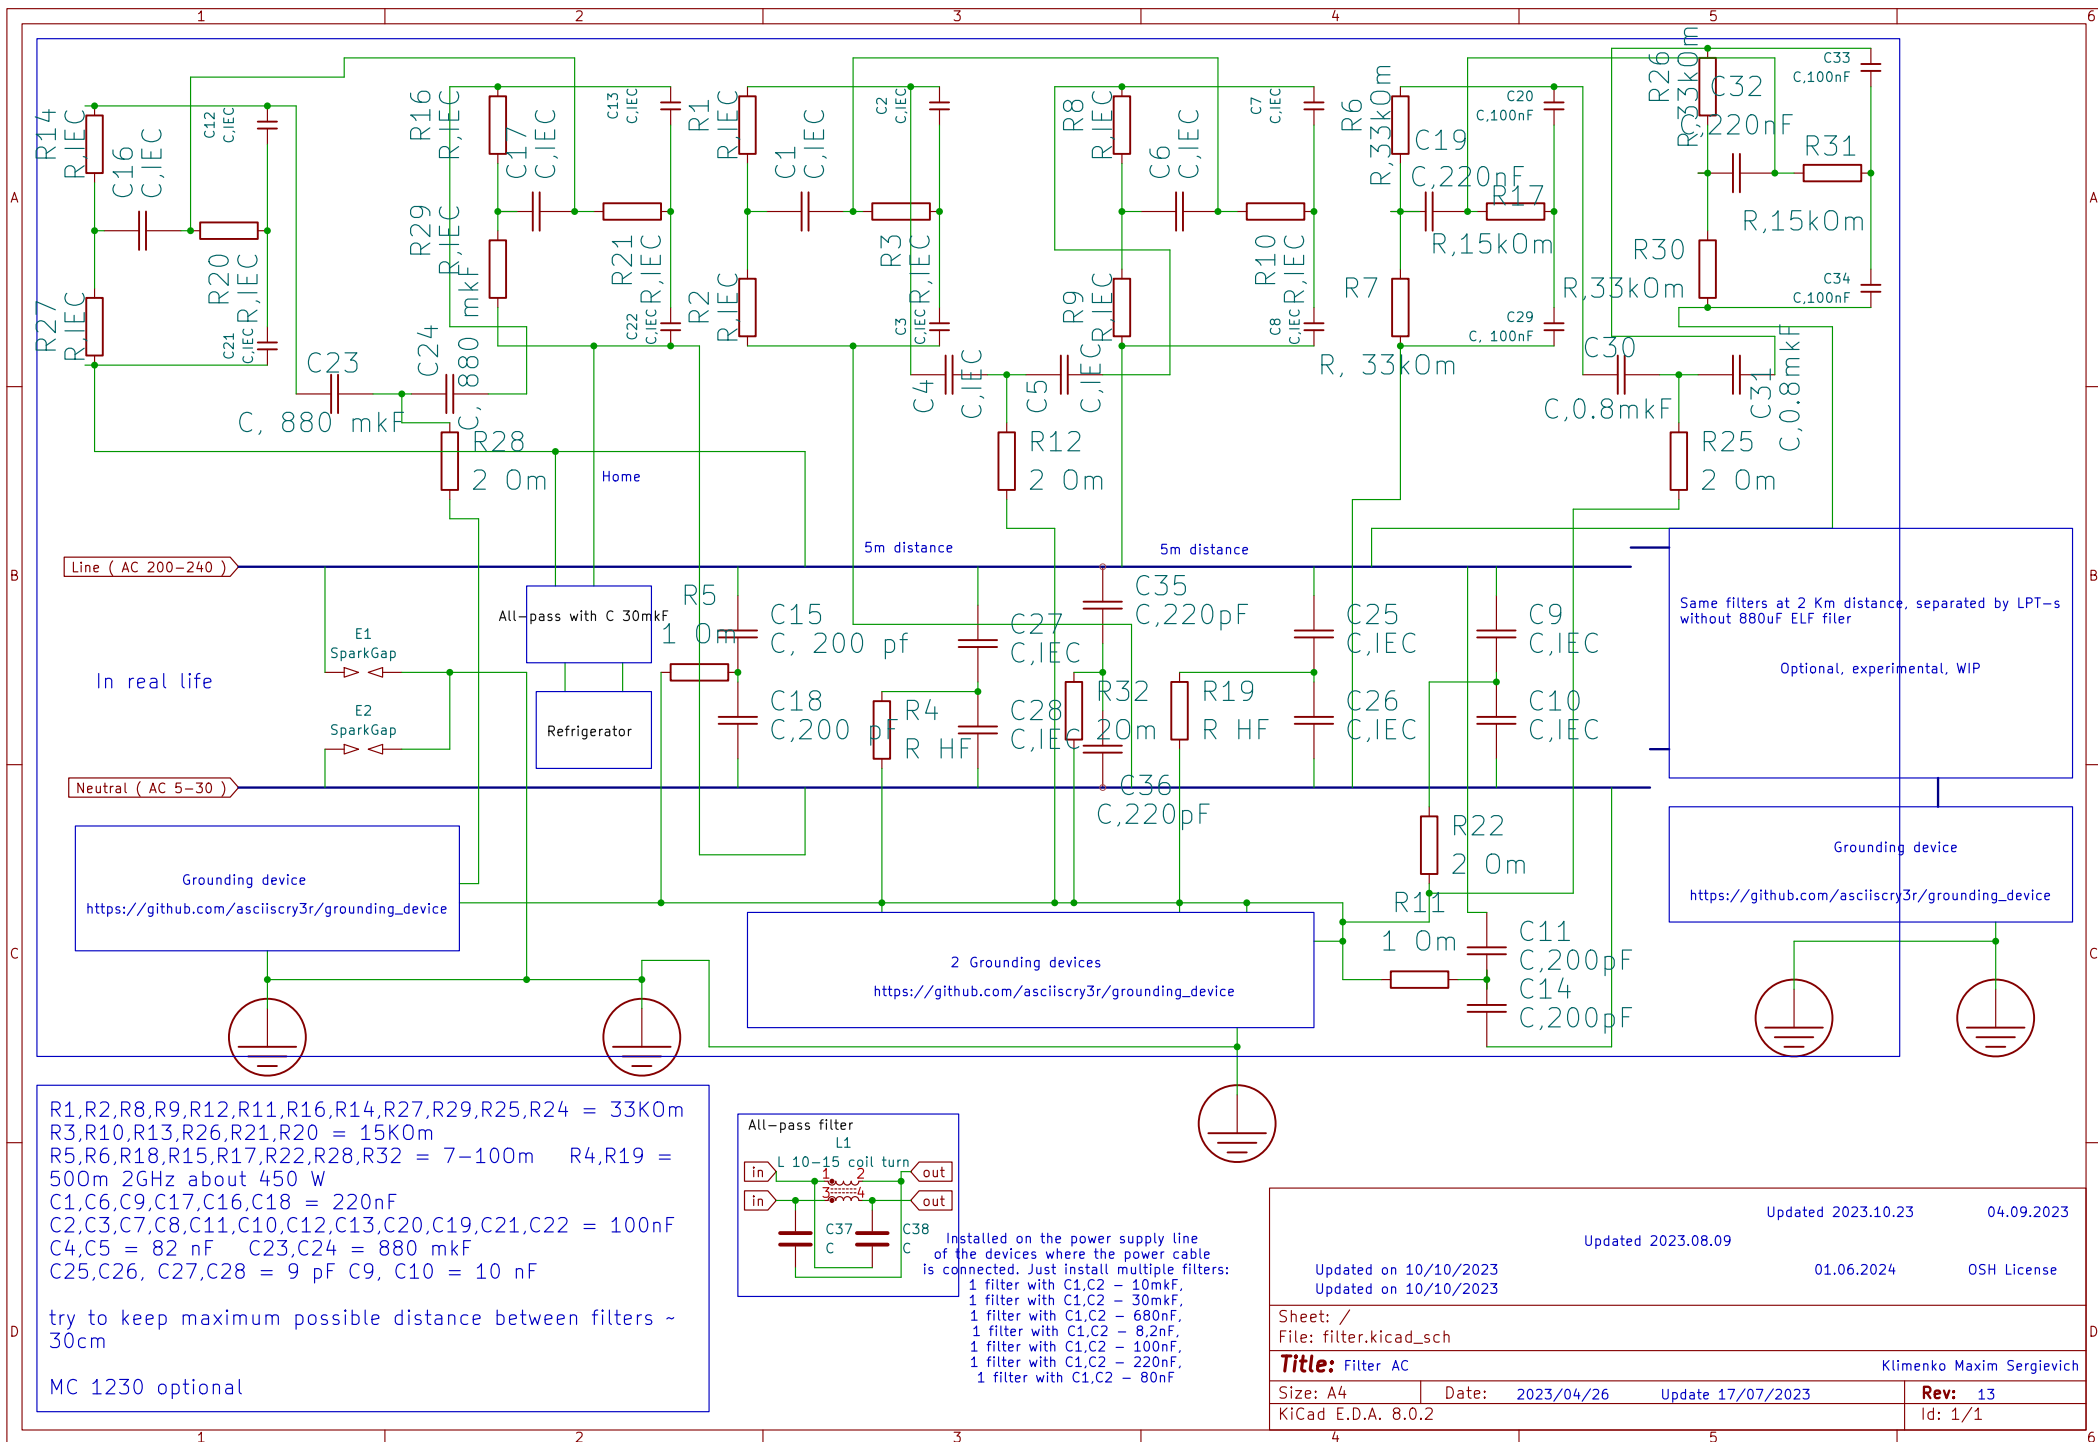 1 2 3 4 5 6
A
B
C
D
R14
R,IEC
C16
C,IEC
C12
C,IEC
R20
R,IEC
R27
R,IEC
C21
C,IEC
C23
C, 880 mkF
R16
R,IEC
C17
C,IEC
C13
C,IEC
R29
R,IEC
R21
R,IEC
C22
C,IEC
C24
C, 880 mkF
R28
2 Om
R1
R,IEC
C1
C,IEC
C2
C,IEC
R3
R,IEC
R2
R,IEC
C3
C,IEC
C4
C,IEC
C5
C,IEC
R12
2 Om
R8
R,IEC
C6
C,IEC
C7
C,IEC
R10
R,IEC
R9
R,IEC
C8
C,IEC
R6
R,33kOm
C19
C,220nF
C20
C,100nF
R17
R,15kOm
R7
R, 33kOm
C29
C, 100nF
R26
R,33kOm
C32
C,220nF
C33
C,100nF
R31
R,15kOm
R30
R,33kOm
C34
C,100nF
C30
C,0.8mkF
C31
C,0.8mkF
R25
2 Om
Home
5m distance
5m distance
Line ( AC 200-240 )
Neutral ( AC 5-30 )
In real life
E1
SparkGap
E2
SparkGap
All-pass with C 30mkF
Refrigerator
R5
1 Om
C15
C, 200 pf
C18
C,200 pF
C27
C,IEC
C28
C,IEC
R4
R HF
C35
C,220pF
R32
20m
C36
C,220pF
R19
R HF
C25
C,IEC
C26
C,IEC
C9
C,IEC
C10
C,IEC
R22
2 Om
R11
1 Om
C11
C,200pF
C14
C,200pF
Same filters at 2 Km distance, separated by LPT-s
without 880uF ELF filer
Optional, experimental, WIP
Grounding device
https://github.com/asciiscry3r/grounding_device
Grounding device
https://github.com/asciiscry3r/grounding_device
2 Grounding devices
https://github.com/asciiscry3r/grounding_device
R1,R2,R8,R9,R12,R11,R16,R14,R27,R29,R25,R24 = 33KOm
R3,R10,R13,R26,R21,R20 = 15KOm
R5,R6,R18,R15,R17,R22,R28,R32 = 7-10Om R4,R19 =
50Om 2GHz about 450 W
C1,C6,C9,C17,C16,C18 = 220nF
C2,C3,C7,C8,C11,C10,C12,C13,C20,C19,C21,C22 = 100nF
C4,C5 = 82 nF C23,C24 = 880 mkF
C25,C26, C27,C28 = 9 pF C9, C10 = 10 nF
try to keep maximum possible distance between filters ~
30cm
MC 1230 optional
All-pass filter
L1
L 10-15 coil turn
in 1 2 out
in 3 4 out
C37
C
C38
C
Installed on the power supply line
of the devices where the power cable
is connected. Just install multiple filters:
1 filter with C1,C2 - 10mkF,
1 filter with C1,C2 - 30mkF,
1 filter with C1,C2 - 680nF,
1 filter with C1,C2 - 8,2nF,
1 filter with C1,C2 - 100nF,
1 filter with C1,C2 - 220nF,
1 filter with C1,C2 - 80nF
Updated 2023.10.23 04.09.2023
Updated 2023.08.09
Updated on 10/10/2023 01.06.2024 OSH License
Updated on 10/10/2023
Sheet: /
File: filter.kicad_sch
Title: Filter AC Klimenko Maxim Sergievich
Size: A4 Date: 2023/04/26 Update 17/07/2023 Rev: 13
KiCad E.D.A. 8.0.2 Id: 1/1
A
B
C
D
1 2 3 4 5 6